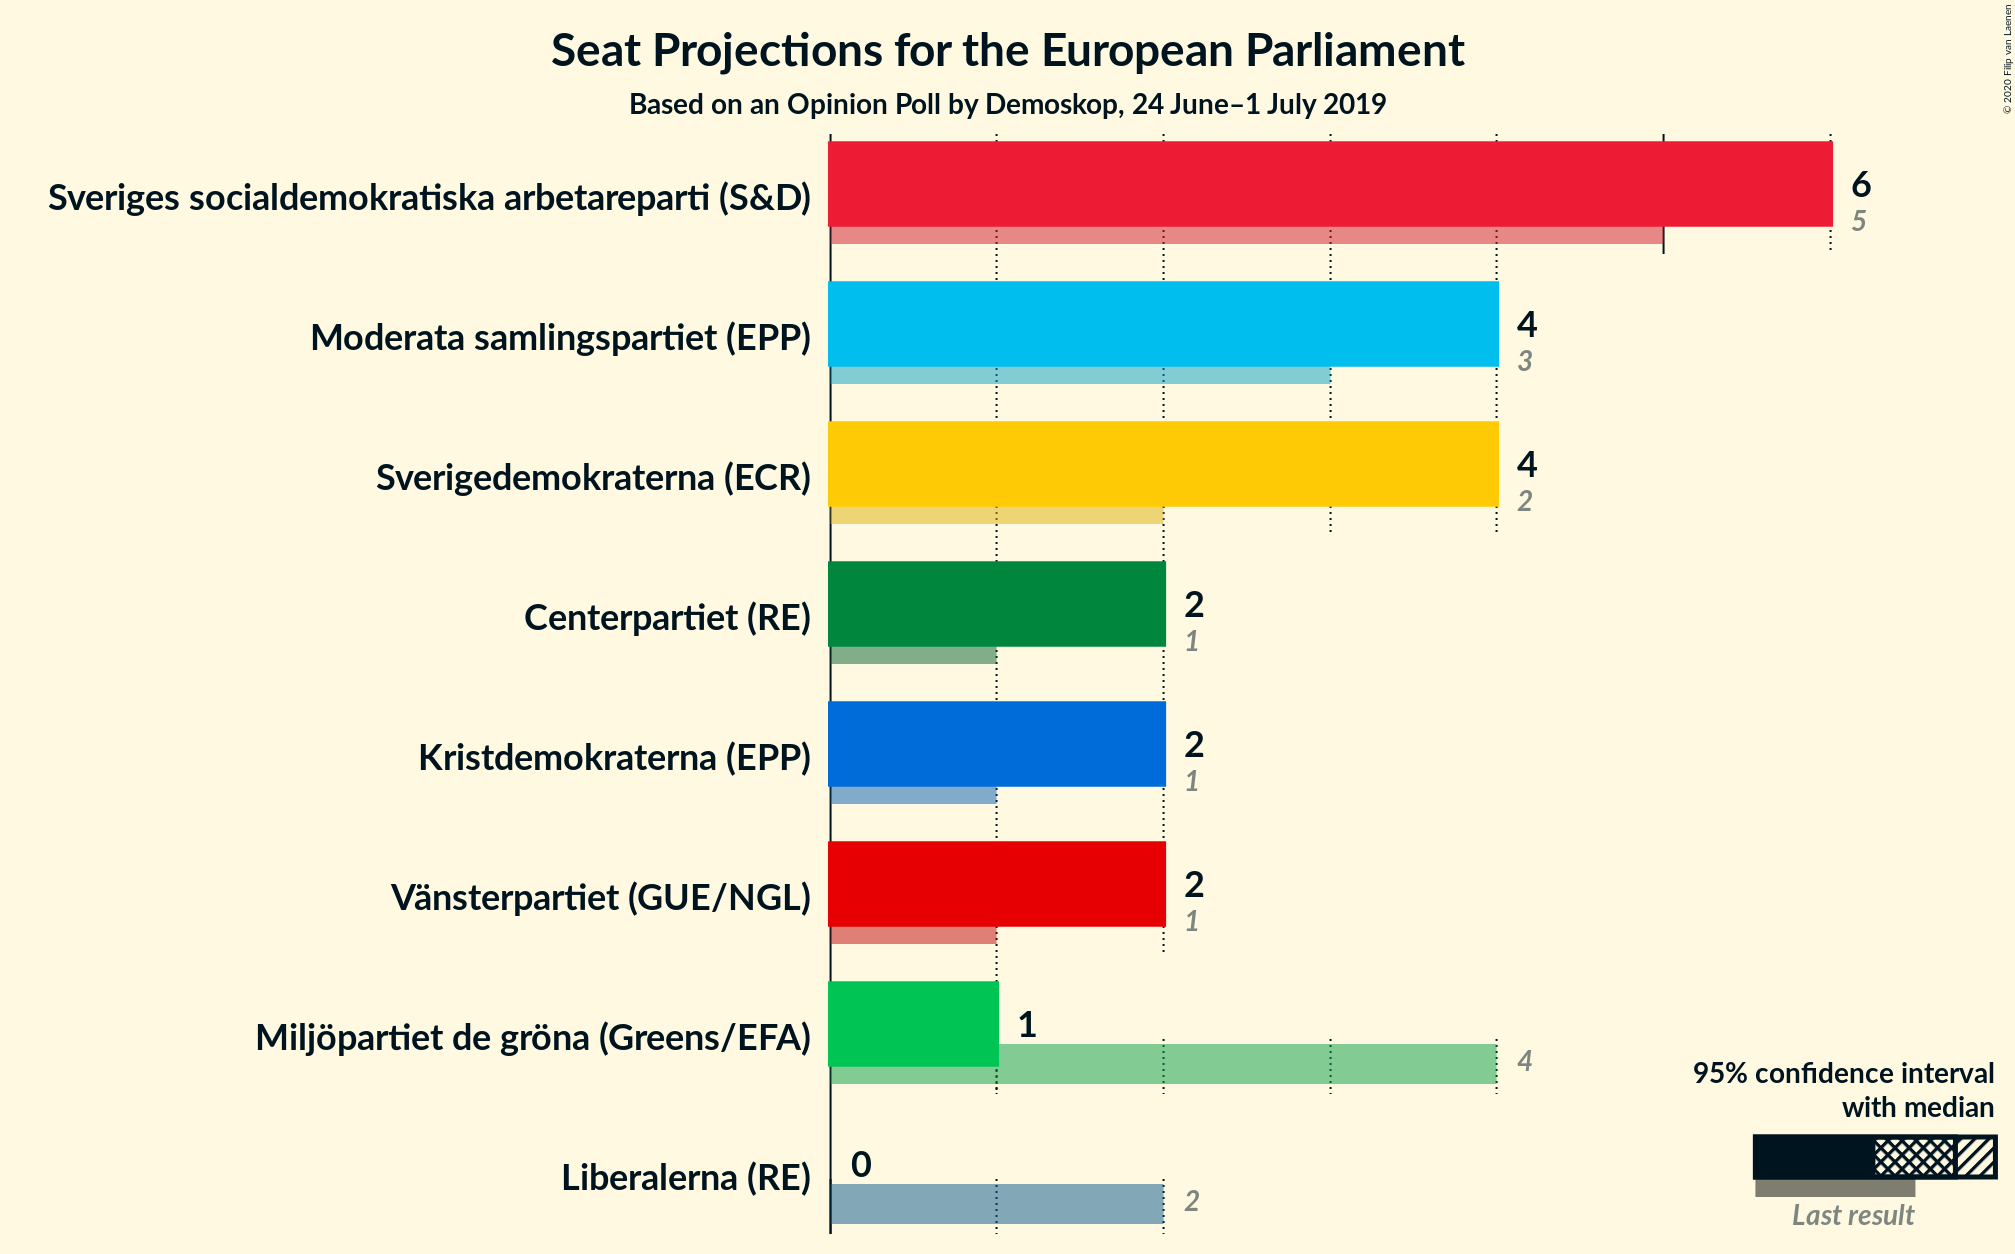 Seat Projections for the European Parliament
Based on an Opinion Poll by Demoskop, 24 June–1 July 2019
© 2020 Filip van Laenen
Sveriges socialdemokratiska arbetareparti (S&D)
6
5
Moderata samlingspartiet (EPP)
4
3
Sverigedemokraterna (ECR)
4
2
Centerpartiet (RE)
2
1
Kristdemokraterna (EPP)
2
1
Vänsterpartiet (GUE/NGL)
2
1
Miljöpartiet de gröna (Greens/EFA)
1
4
Liberalerna (RE)
0
2
95% confidence interval
with median
Last result